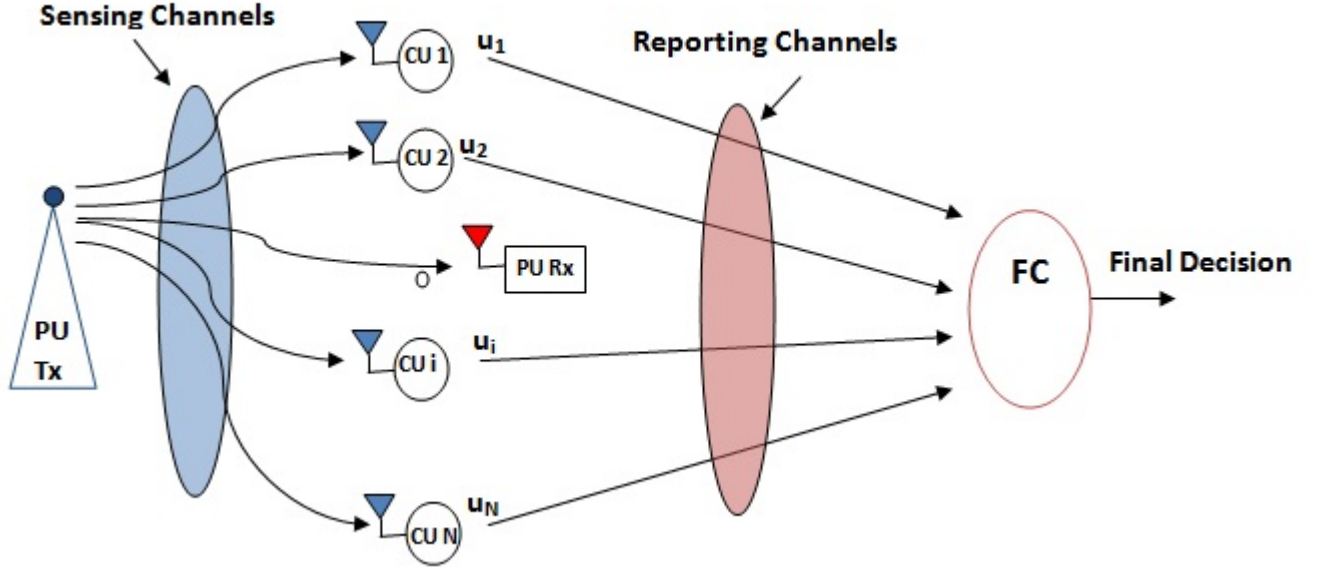 Sensing Channels
CU 1
u1
Reporting Channels
CU 2
u2
PU Rx
O
FC
Final Decision
PU
Tx
CU i
ui
CU N
uN